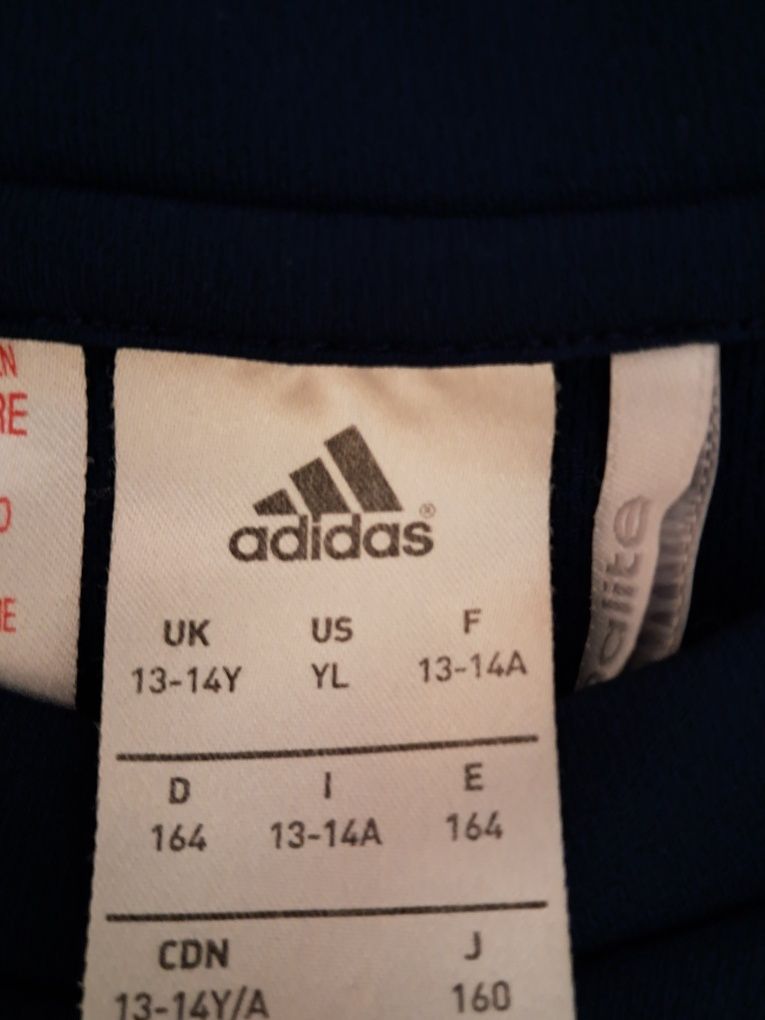 adidas®
UK US F
13-14Y YL 13-14A
D I E
164 13-14A 164
CDN J
13-14Y/A 160